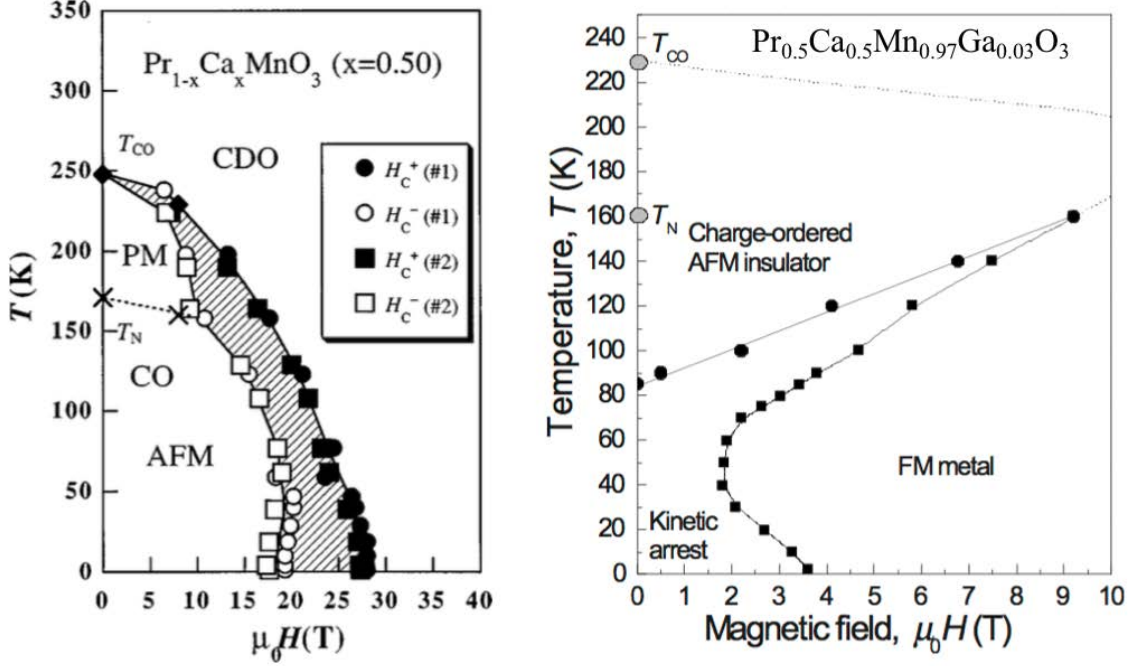 350
300
250
200
150
100
50
0
T (K)
Pr1-xCaxMnO3 (x=0.50)
TCO
CDO
PM
TN
CO
AFM
HC+ (#1)
HC- (#1)
HC+ (#2)
HC- (#2)
0 5 10 15 20 25 30 35 40
μ0H(T)
240
220
200
180
160
140
120
100
80
60
40
20
0
Temperature, T (K)
TCO
Pr0.5Ca0.5Mn0.97Ga0.03O3
TN
Charge-ordered
AFM insulator
FM metal
Kinetic
arrest
0 1 2 3 4 5 6 7 8 9 10
Magnetic field, μ0H (T)